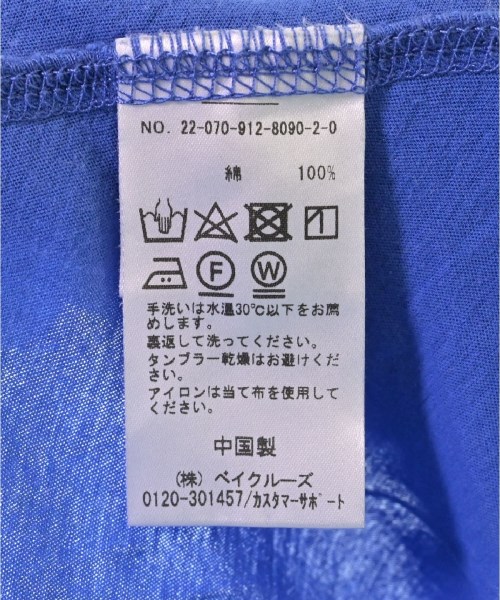 NO. 22-070-912-8090-2-0
綿 100%
F W
手洗いは水温30℃以下をお薦
めします。
裏返して洗ってください。
タンブラー乾燥はお避けくだ
さい。
アイロンは当て布を使用して
ください。
中国製
(株) ベイクルーズ
0120-301457/カスタマーサポート